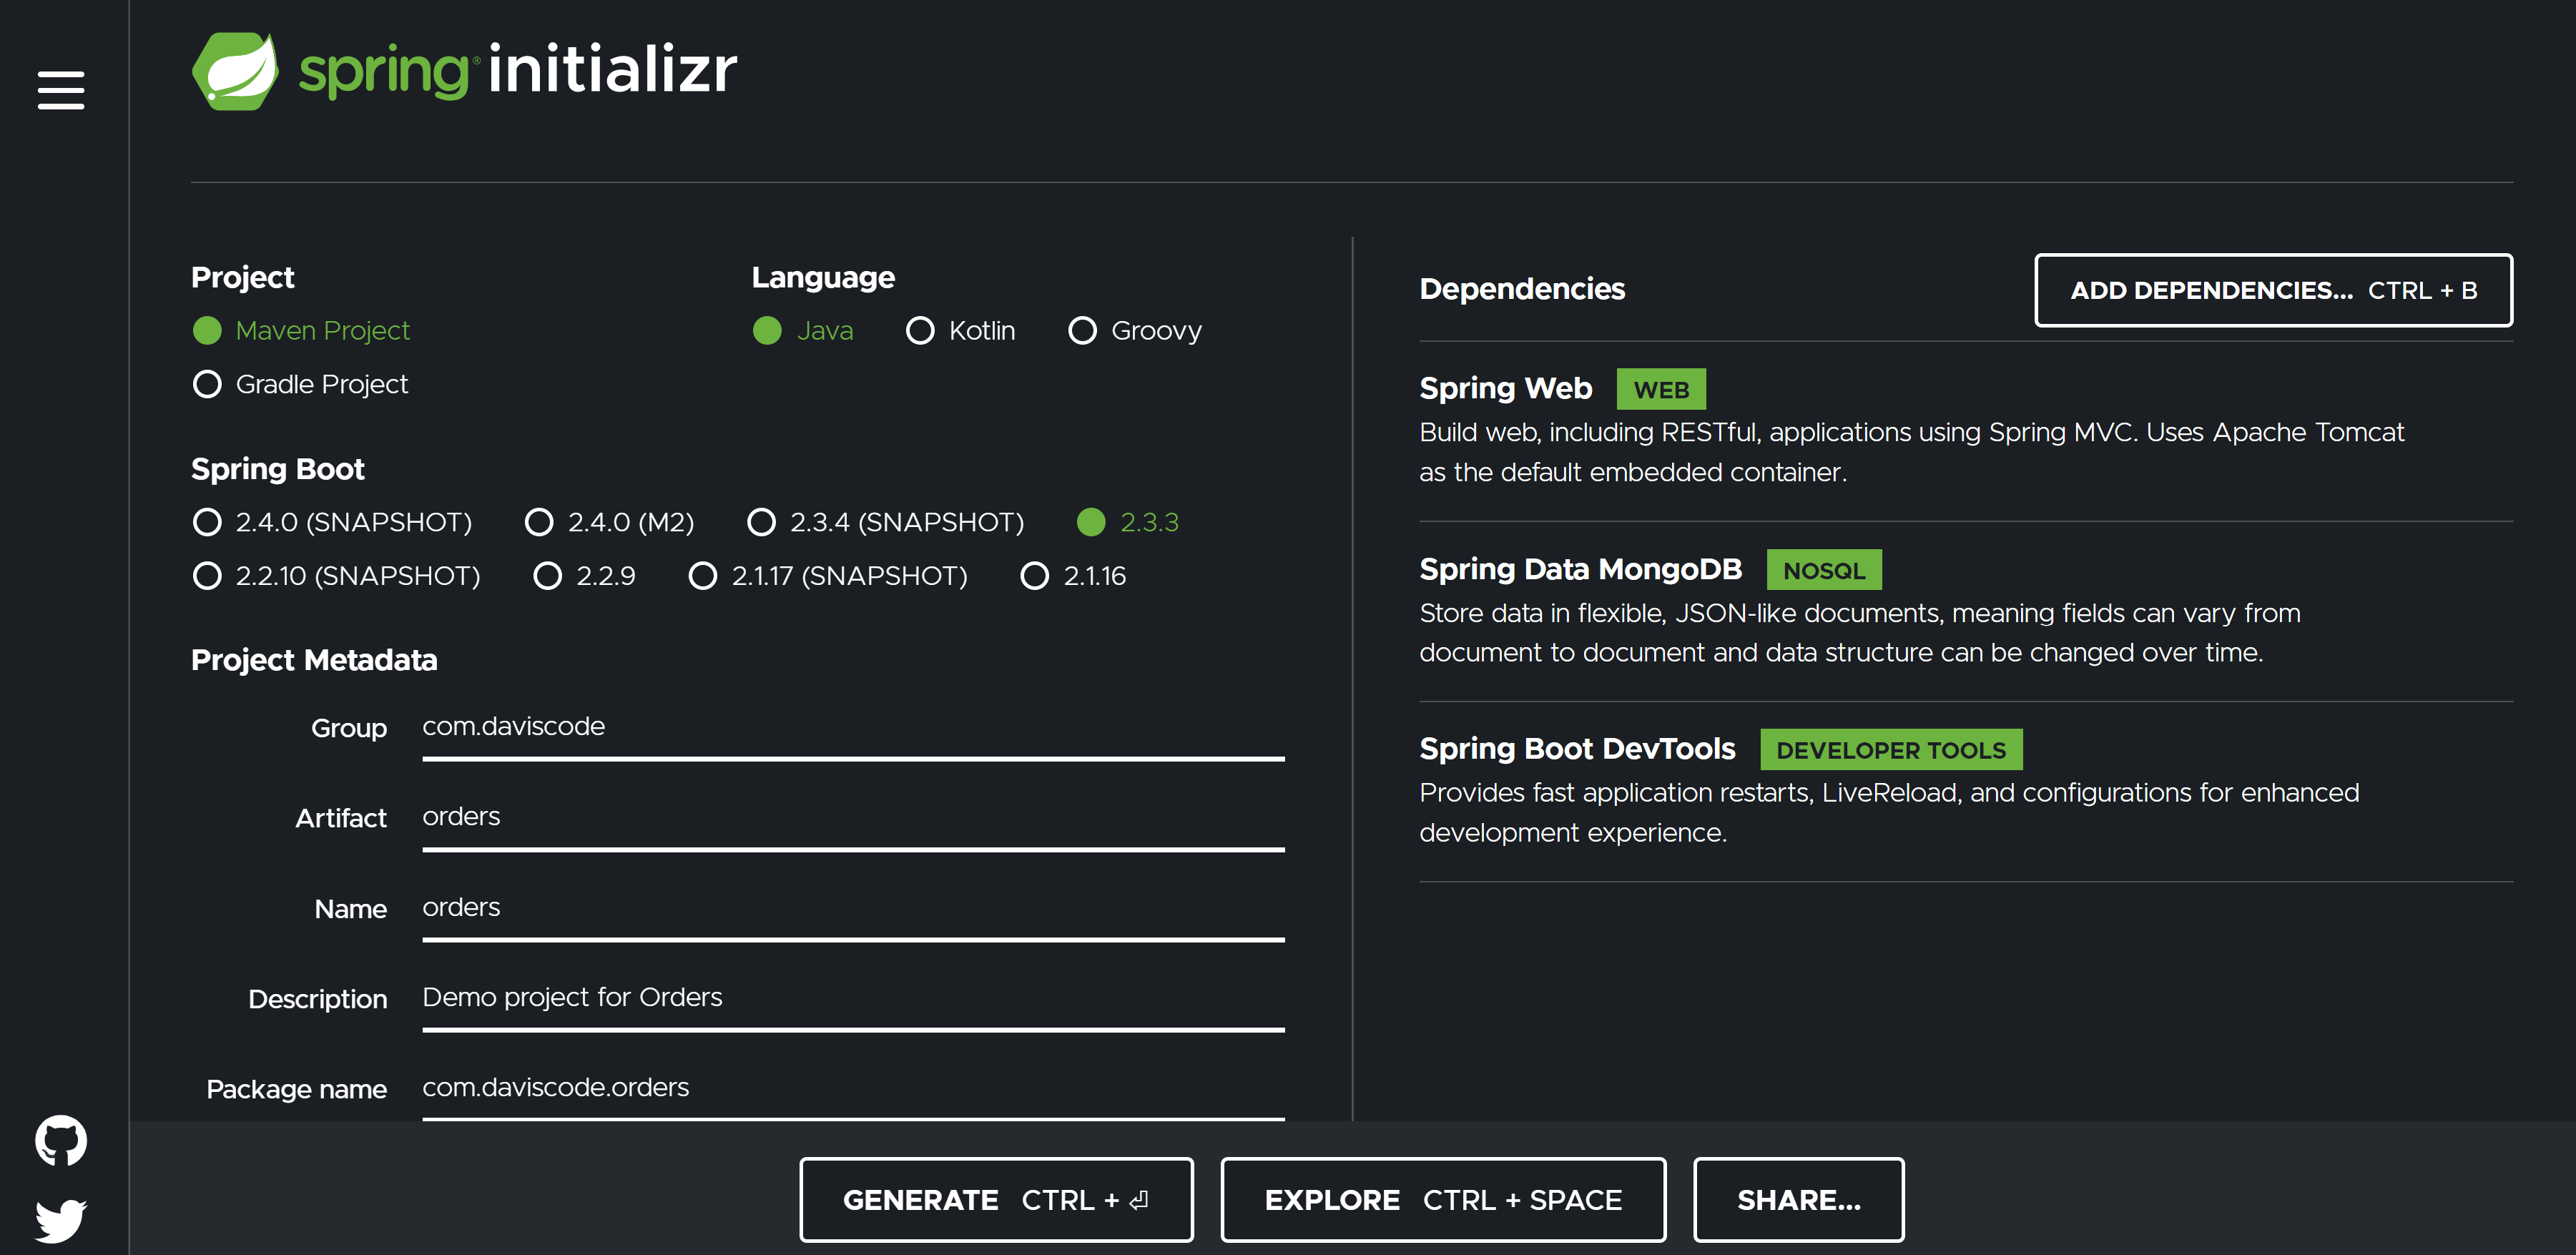 spring® initializr
Project
Maven Project
Gradle Project
Language
Java Kotlin Groovy
Spring Boot
2.4.0 (SNAPSHOT) 2.4.0 (M2) 2.3.4 (SNAPSHOT) 2.3.3
2.2.10 (SNAPSHOT) 2.2.9 2.1.17 (SNAPSHOT) 2.1.16
Project Metadata
Group com.daviscode
Artifact orders
Name orders
Description Demo project for Orders
Package name com.daviscode.orders
Dependencies ADD DEPENDENCIES... CTRL + B
Spring Web WEB
Build web, including RESTful, applications using Spring MVC. Uses Apache Tomcat
as the default embedded container.
Spring Data MongoDB NOSQL
Store data in flexible, JSON-like documents, meaning fields can vary from
document to document and data structure can be changed over time.
Spring Boot DevTools DEVELOPER TOOLS
Provides fast application restarts, LiveReload, and configurations for enhanced
development experience.
GENERATE CTRL + ⏎ EXPLORE CTRL + SPACE SHARE...